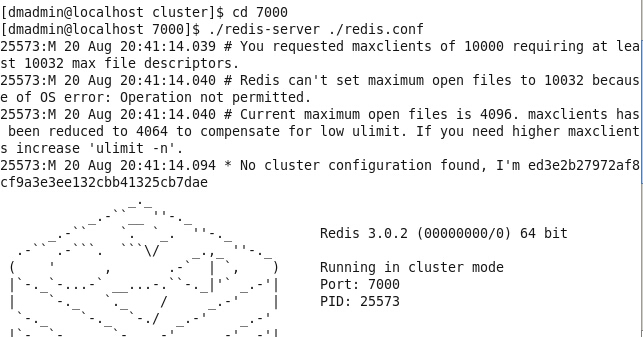 [dmadmin@localhost cluster]$ cd 7000
[dmadmin@localhost 7000]$ ./redis-server ./redis.conf
25573:M 20 Aug 20:41:14.039 # You requested maxclients of 10000 requiring at lea
st 10032 max file descriptors.
25573:M 20 Aug 20:41:14.040 # Redis can't set maximum open files to 10032 becaus
e of OS error: Operation not permitted.
25573:M 20 Aug 20:41:14.040 # Current maximum open files is 4096. maxclients has
 been reduced to 4064 to compensate for low ulimit. If you need higher maxclient
s increase 'ulimit -n'.
25573:M 20 Aug 20:41:14.094 * No cluster configuration found, I'm ed3e2b27972af8
cf9a3e3ee132cbb41325cb7dae
Redis 3.0.2 (00000000/0) 64 bit
Running in cluster mode
Port: 7000
PID: 25573